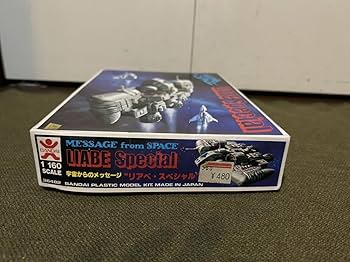 MESSAGE from SPACE
LIABE Special
BANDAI
1/160
SCALE
宇宙からのメッセージ "リアベ・スペシャル"
¥480
BANDAI PLASTIC MODEL KIT MADE IN JAPAN